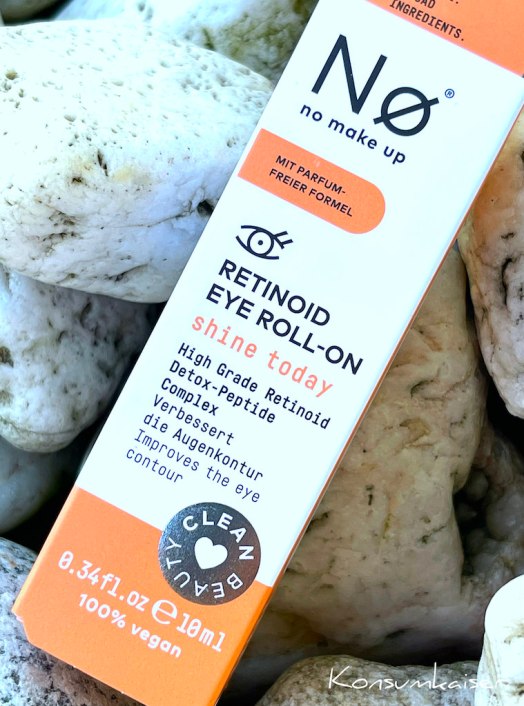 INGREDIENTS.
Nø®
no make up
MIT PARFUM-
FREIER FORMEL
RETINOID
EYE ROLL-ON
shine today
High Grade Retinoid
Detox-Peptide
Complex
Verbessert
die Augenkontur
Improves the eye
contour
CLEAN
BEAUTY
0.34fl.oz ℮ 10ml
100% vegan
Konsumkaiser